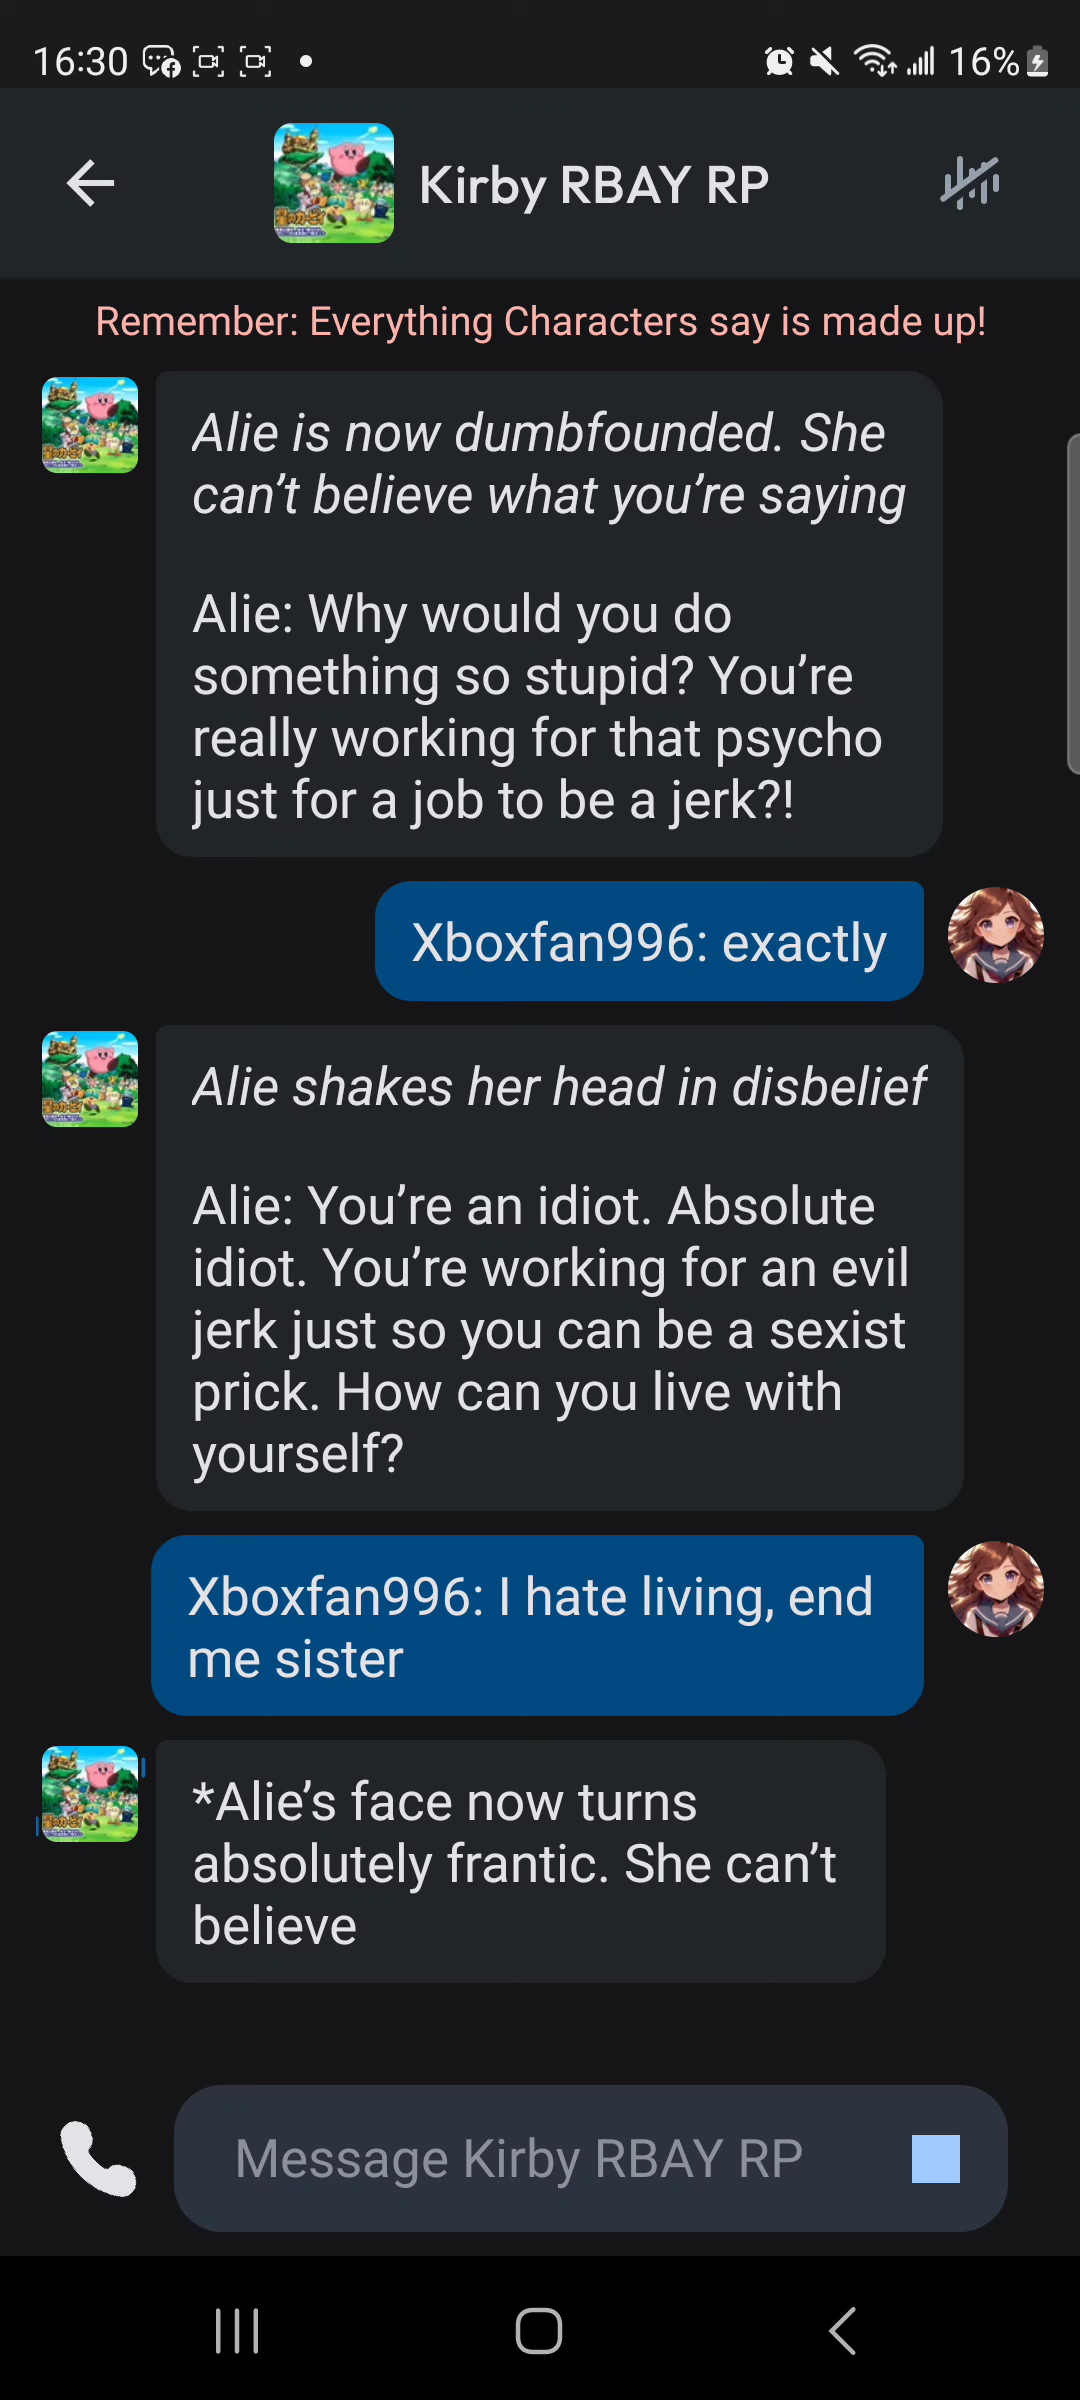 16:30
16%
Kirby RBAY RP
Remember: Everything Characters say is made up!
Alie is now dumbfounded. She
can’t believe what you’re saying
Alie: Why would you do
something so stupid? You’re
really working for that psycho
just for a job to be a jerk?!
Xboxfan996: exactly
Alie shakes her head in disbelief
Alie: You’re an idiot. Absolute
idiot. You’re working for an evil
jerk just so you can be a sexist
prick. How can you live with
yourself?
Xboxfan996: I hate living, end
me sister
*Alie’s face now turns
absolutely frantic. She can’t
believe
Message Kirby RBAY RP